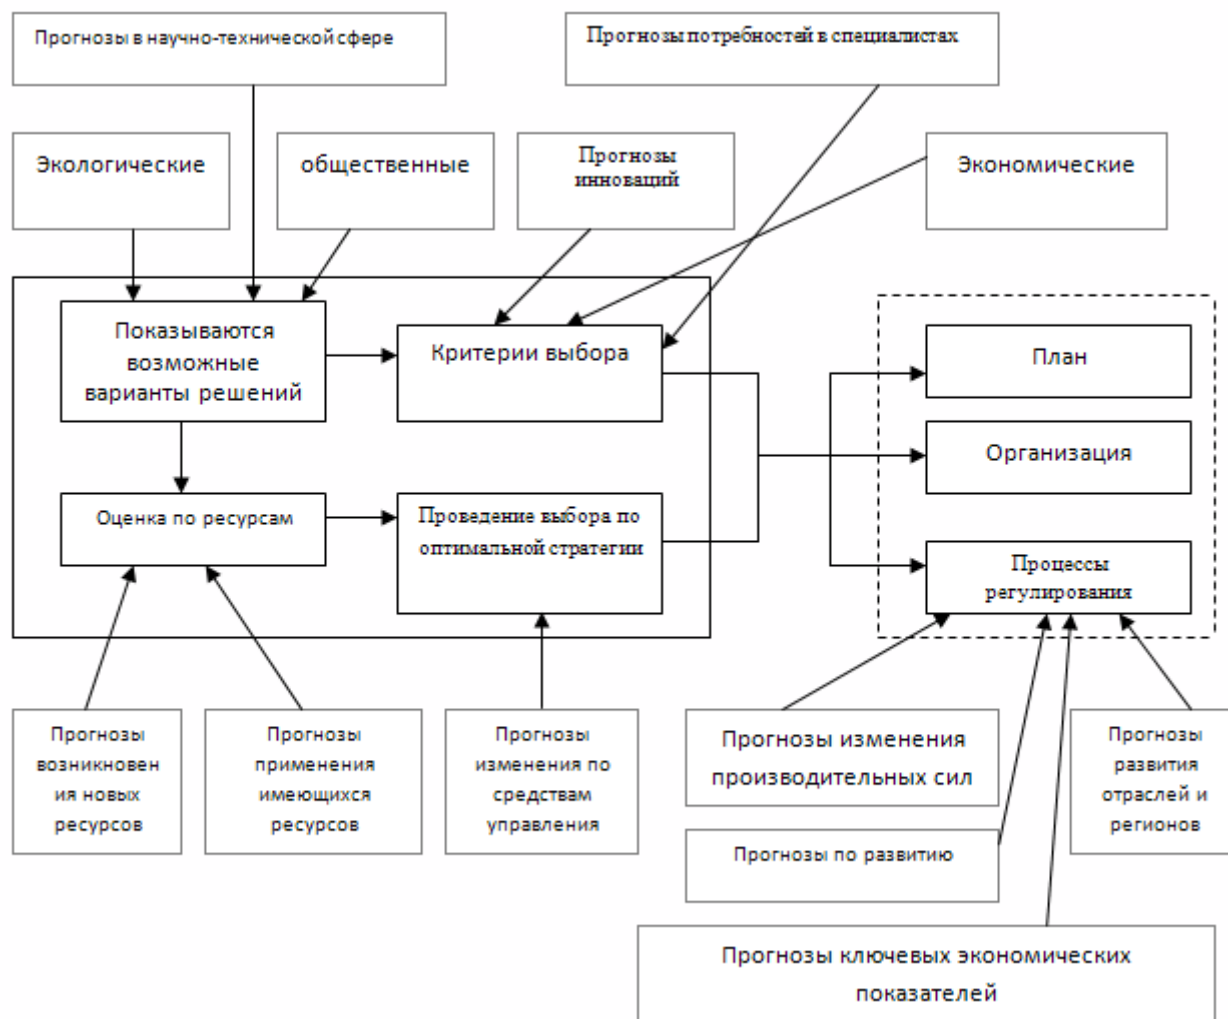 Прогнозы в научно-технической сфере
Прогнозы потребностей в специалистах
Экологические
общественные
Прогнозы
инноваций
Экономические
Показываются
возможные
варианты решений
Критерии выбора
План
Организация
Оценка по ресурсам
Проведение выбора по
оптимальной стратегии
Процессы
регулирования
Прогнозы
возникновен
ия новых
ресурсов
Прогнозы
применения
имеющихся
ресурсов
Прогнозы
изменения по
средствам
управления
Прогнозы изменения
производительных сил
Прогнозы
развития
отраслей и
регионов
Прогнозы по развитию
Прогнозы ключевых экономических
показателей